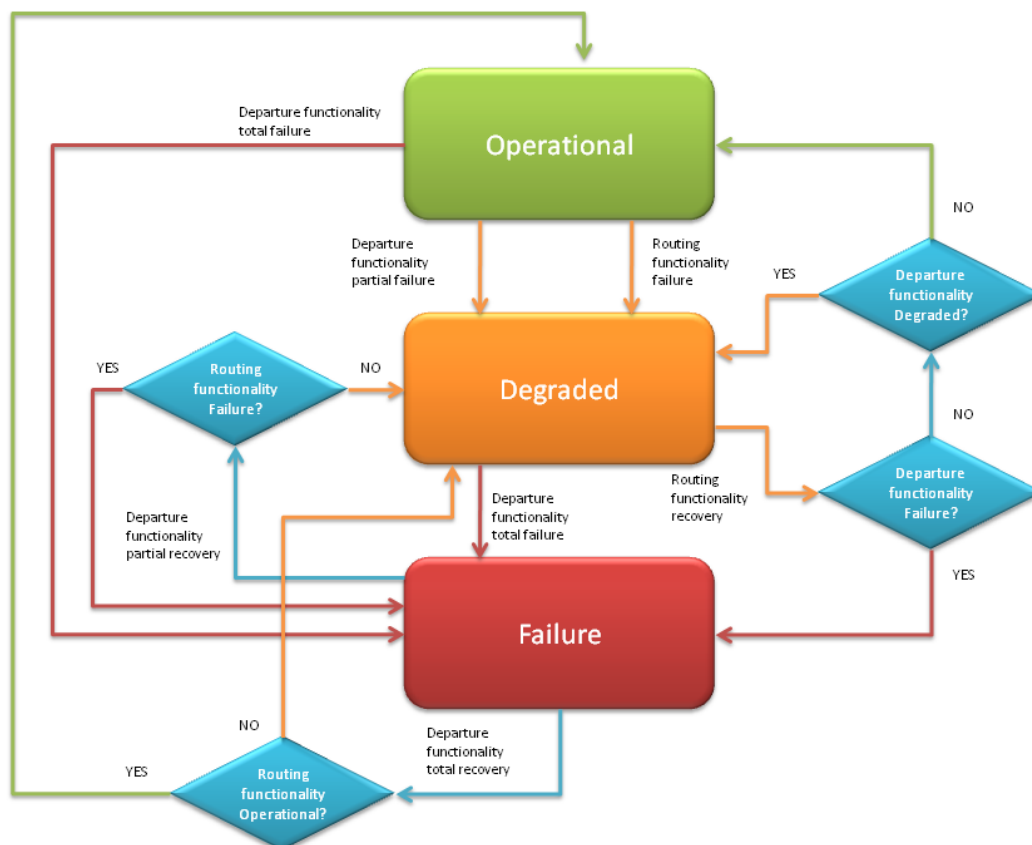 Departure functionality
total failure
Operational
NO
Departure
functionality
partial failure
Routing
functionality
failure
YES
Departure
functionality
Degraded?
YES
Routing
functionality
Failure?
NO
Degraded
NO
Departure
functionality
partial recovery
Departure
functionality
total failure
Routing
functionality
recovery
Departure
functionality
Failure?
YES
Failure
NO
Departure
functionality
total recovery
YES
Routing
functionality
Operational?